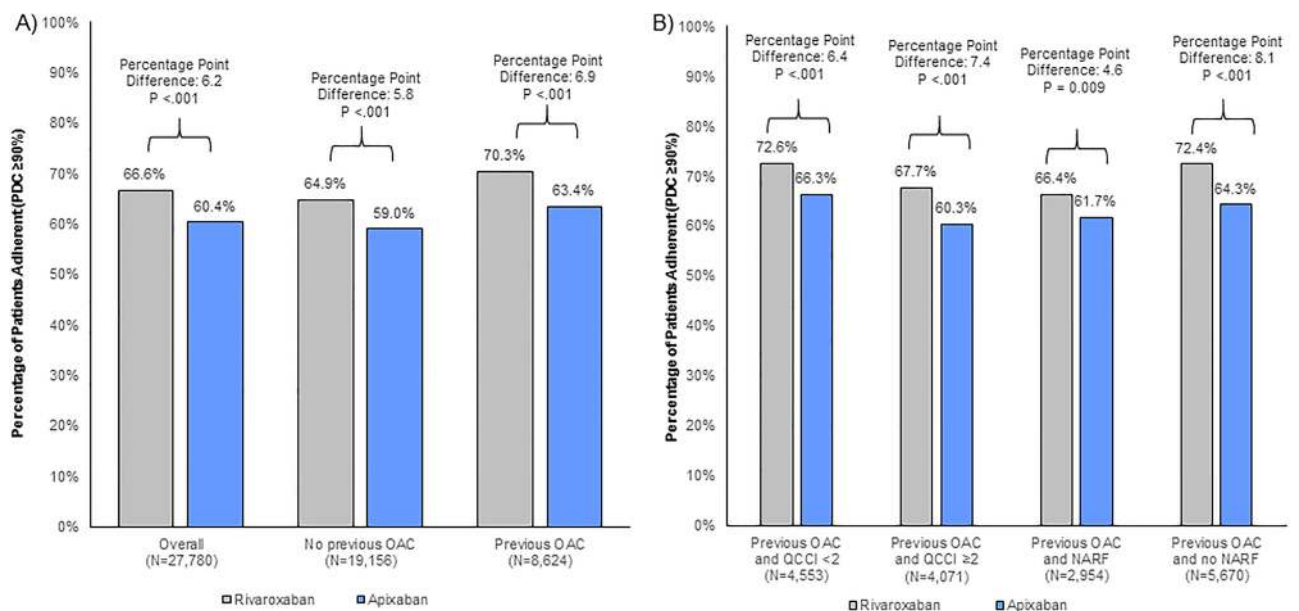 A)
100%
90%
80%
70%
60%
50%
40%
30%
20%
10%
0%
Percentage of Patients Adherent(PDC ≥90%)
Percentage Point
Difference: 6.2
P <.001
66.6%
60.4%
Percentage Point
Difference: 5.8
P <.001
64.9%
59.0%
Percentage Point
Difference: 6.9
P <.001
70.3%
63.4%
Overall
(N=27,780)
No previous OAC
(N=19,156)
Previous OAC
(N=8,624)
Rivaroxaban
Apixaban
B)
100%
90%
80%
70%
60%
50%
40%
30%
20%
10%
0%
Percentage of Patients Adherent(PDC ≥90%)
Percentage Point
Difference: 6.4
P <.001
72.6%
66.3%
Percentage Point
Difference: 7.4
P <.001
67.7%
60.3%
Percentage Point
Difference: 4.6
P = 0.009
66.4%
61.7%
Percentage Point
Difference: 8.1
P <.001
72.4%
64.3%
Previous OAC
and QCCI <2
(N=4,553)
Previous OAC
and QCCI ≥2
(N=4,071)
Previous OAC
and NARF
(N=2,954)
Previous OAC
and no NARF
(N=5,670)
Rivaroxaban
Apixaban